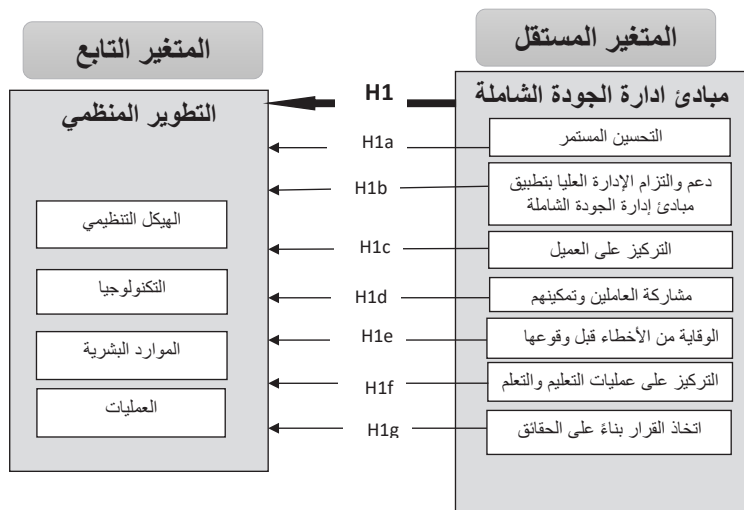 المتغير المستقل
المتغير التابع
مبادئ ادارة الجودة الشاملة
H1
التطوير المنظمي
التحسين المستمر
H1a
دعم والتزام الإدارة العليا بتطبيق
مبادئ إدارة الجودة الشاملة
H1b
الهيكل التنظيمي
التركيز على العميل
H1c
مشاركة العاملين وتمكينهم
H1d
التكنولوجيا
الوقاية من الأخطاء قبل وقوعها
H1e
الموارد البشرية
التركيز على عمليات التعليم والتعلم
H1f
العمليات
اتخاذ القرار بناءً على الحقائق
H1g